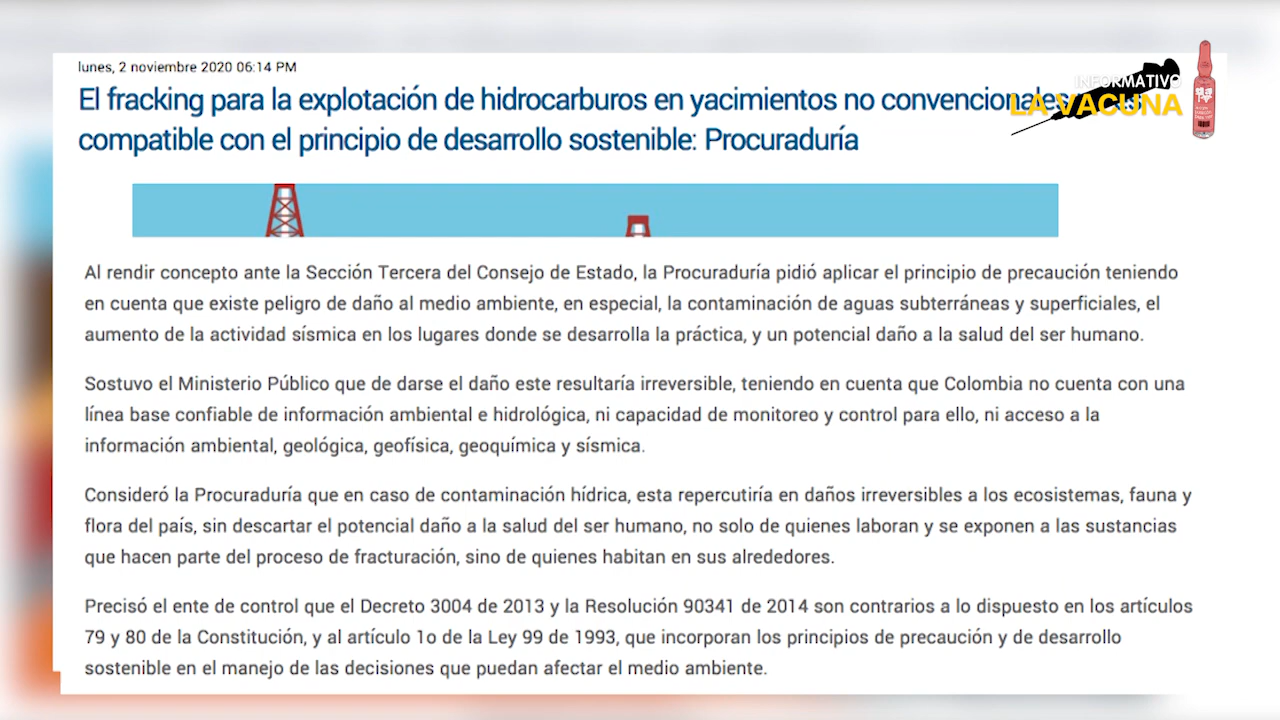 lunes, 2 noviembre 2020 06:14 PM
INFORMATIVO
LA VACUNA
El fracking para la explotación de hidrocarburos en yacimientos no convencionales
compatible con el principio de desarrollo sostenible: Procuraduría
Al rendir concepto ante la Sección Tercera del Consejo de Estado, la Procuraduría pidió aplicar el principio de precaución teniendo
en cuenta que existe peligro de daño al medio ambiente, en especial, la contaminación de aguas subterráneas y superficiales, el
aumento de la actividad sísmica en los lugares donde se desarrolla la práctica, y un potencial daño a la salud del ser humano.
Sostuvo el Ministerio Público que de darse el daño este resultaría irreversible, teniendo en cuenta que Colombia no cuenta con una
línea base confiable de información ambiental e hidrológica, ni capacidad de monitoreo y control para ello, ni acceso a la
información ambiental, geológica, geofísica, geoquímica y sísmica.
Consideró la Procuraduría que en caso de contaminación hídrica, esta repercutiría en daños irreversibles a los ecosistemas, fauna y
flora del país, sin descartar el potencial daño a la salud del ser humano, no solo de quienes laboran y se exponen a las sustancias
que hacen parte del proceso de fracturación, sino de quienes habitan en sus alrededores.
Precisó el ente de control que el Decreto 3004 de 2013 y la Resolución 90341 de 2014 son contrarios a lo dispuesto en los artículos
79 y 80 de la Constitución, y al artículo 1o de la Ley 99 de 1993, que incorporan los principios de precaución y de desarrollo
sostenible en el manejo de las decisiones que puedan afectar el medio ambiente.